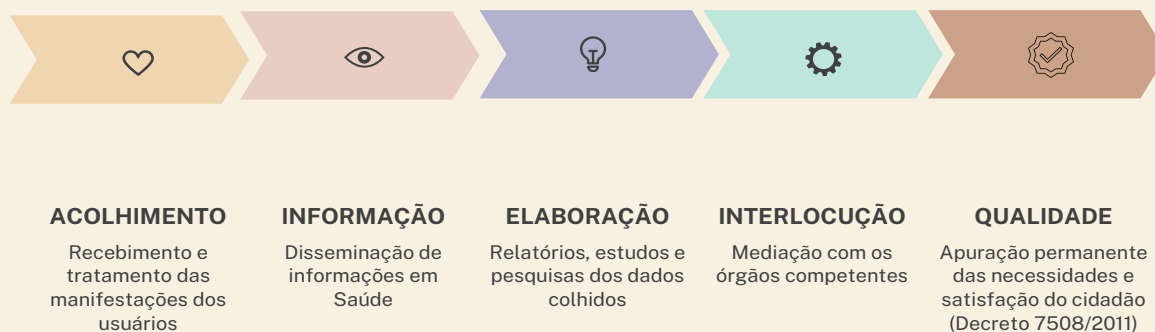 ACOLHIMENTO
Recebimento e
tratamento das
manifestações dos
usuários
INFORMAÇÃO
Disseminação de
informações em
Saúde
ELABORAÇÃO
Relatórios, estudos e
pesquisas dos dados
colhidos
INTERLOCUÇÃO
Mediação com os
órgãos competentes
QUALIDADE
Apuração permanente
das necessidades e
satisfação do cidadão
(Decreto 7508/2011)